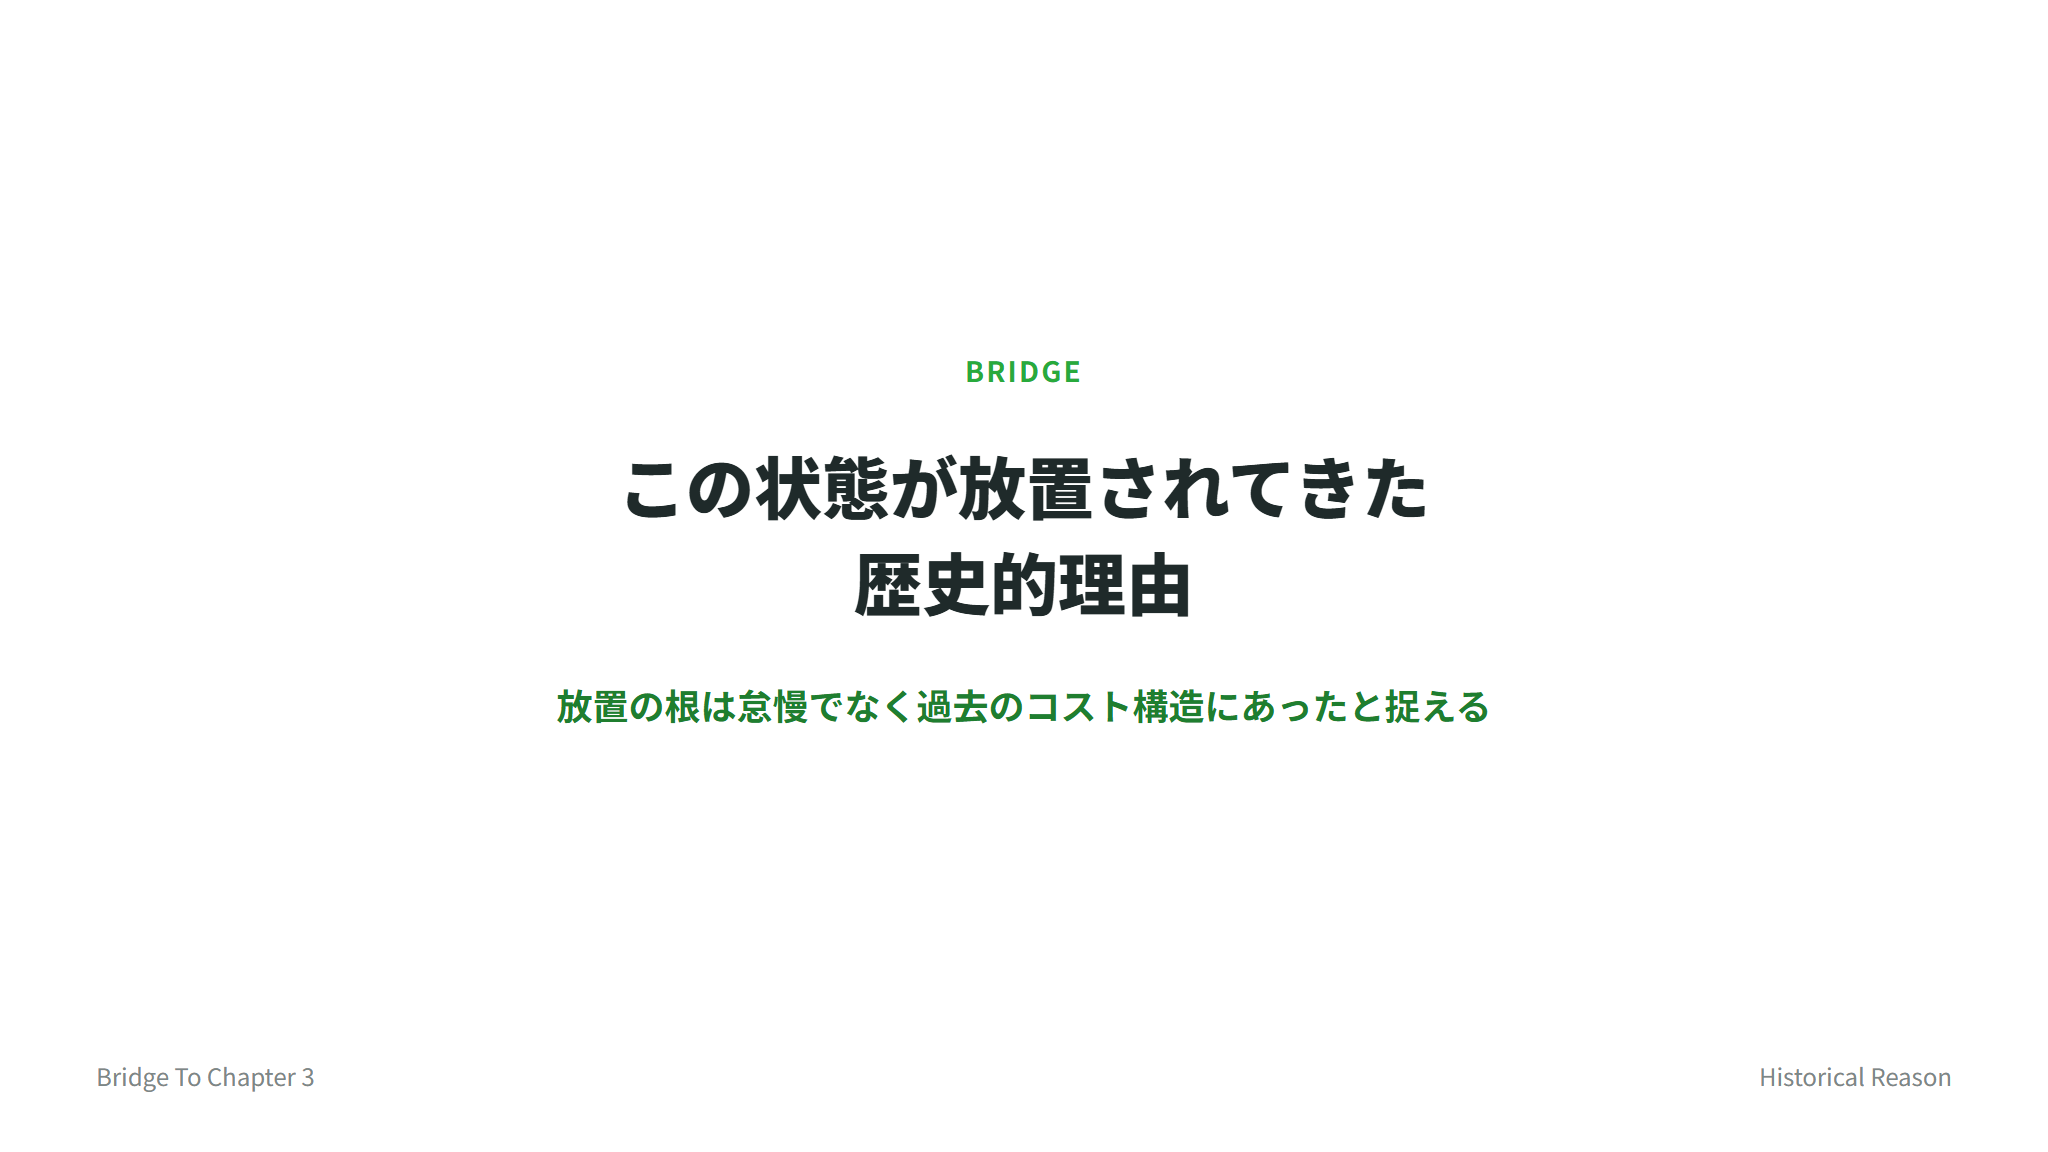 BRIDGE
この状態が放置されてきた
歴史的理由
放置の根は怠慢でなく過去のコスト構造にあったと捉える
Bridge To Chapter 3
Historical Reason